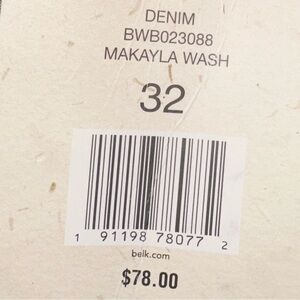 DENIM
BWB023088
MAKAYLA WASH
32
1 91198 78077 2
belk.com
$78.00